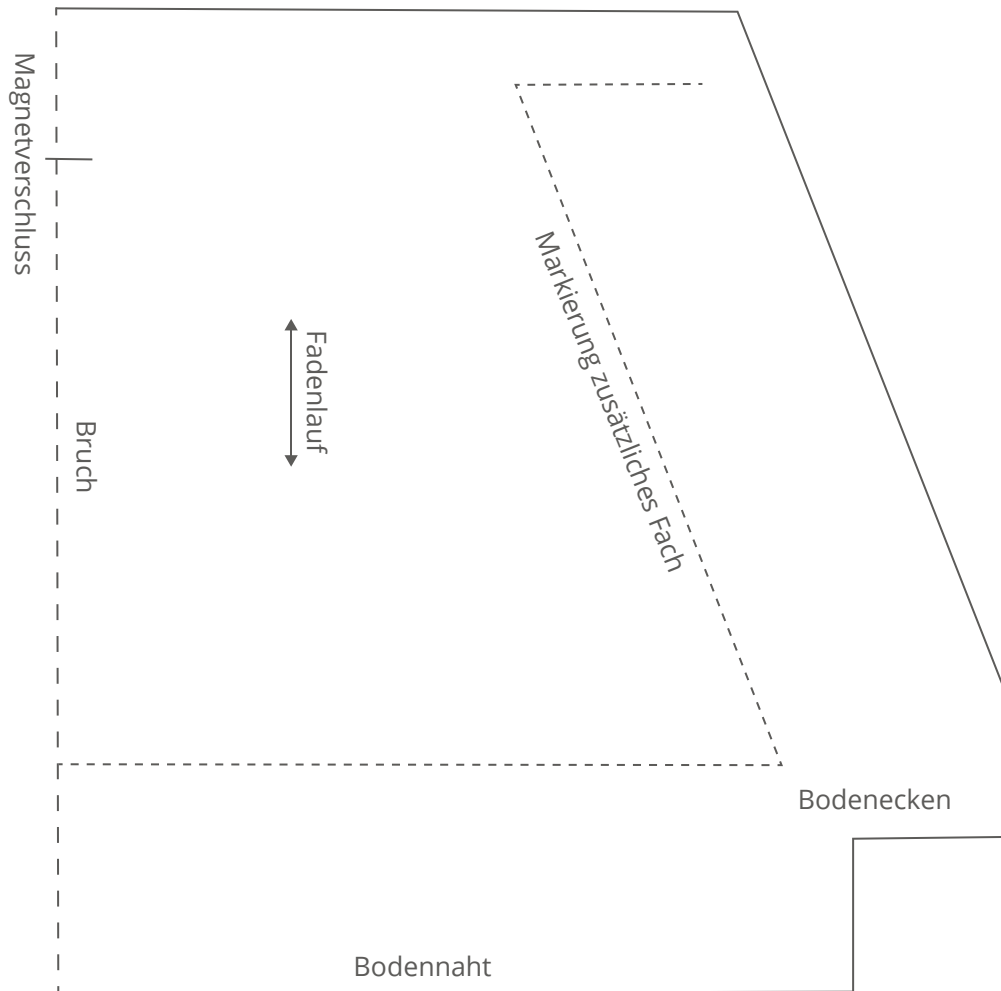 Magnetverschluss
Markierung zusätzliches Fach
Fadenlauf
Bruch
Bodenecken
Bodennaht